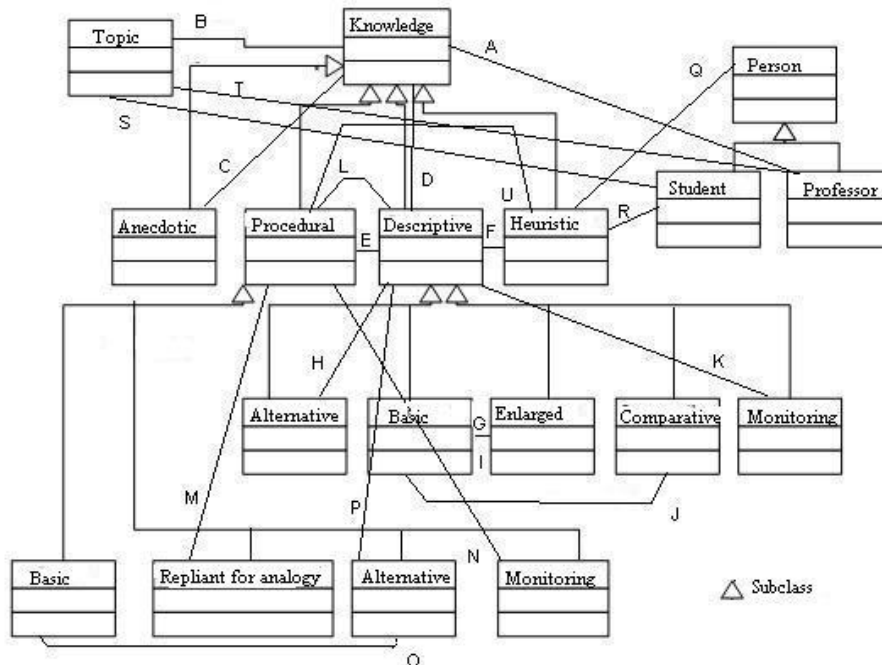 Knowledge
Topic
B
A
Person
Q
T
S
C
L
D
U
R
Student
Professor
Anecdotic
Procedural
E
Descriptive
F
Heuristic
H
K
Alternative
Basic
G
I
Enlarged
Comparative
Monitoring
M
P
N
J
Basic
Repliant for analogy
Alternative
Monitoring
Subclass
O